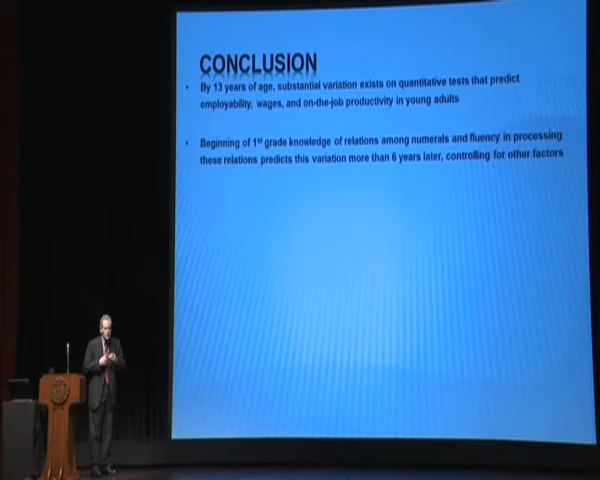 CONCLUSION
• By 13 years of age, substantial variation exists on quantitative tests that predict
employability, wages, and on-the-job productivity in young adults
• Beginning of 1st grade knowledge of relations among numerals and fluency in processing
these relations predicts this variation more than 6 years later, controlling for other factors